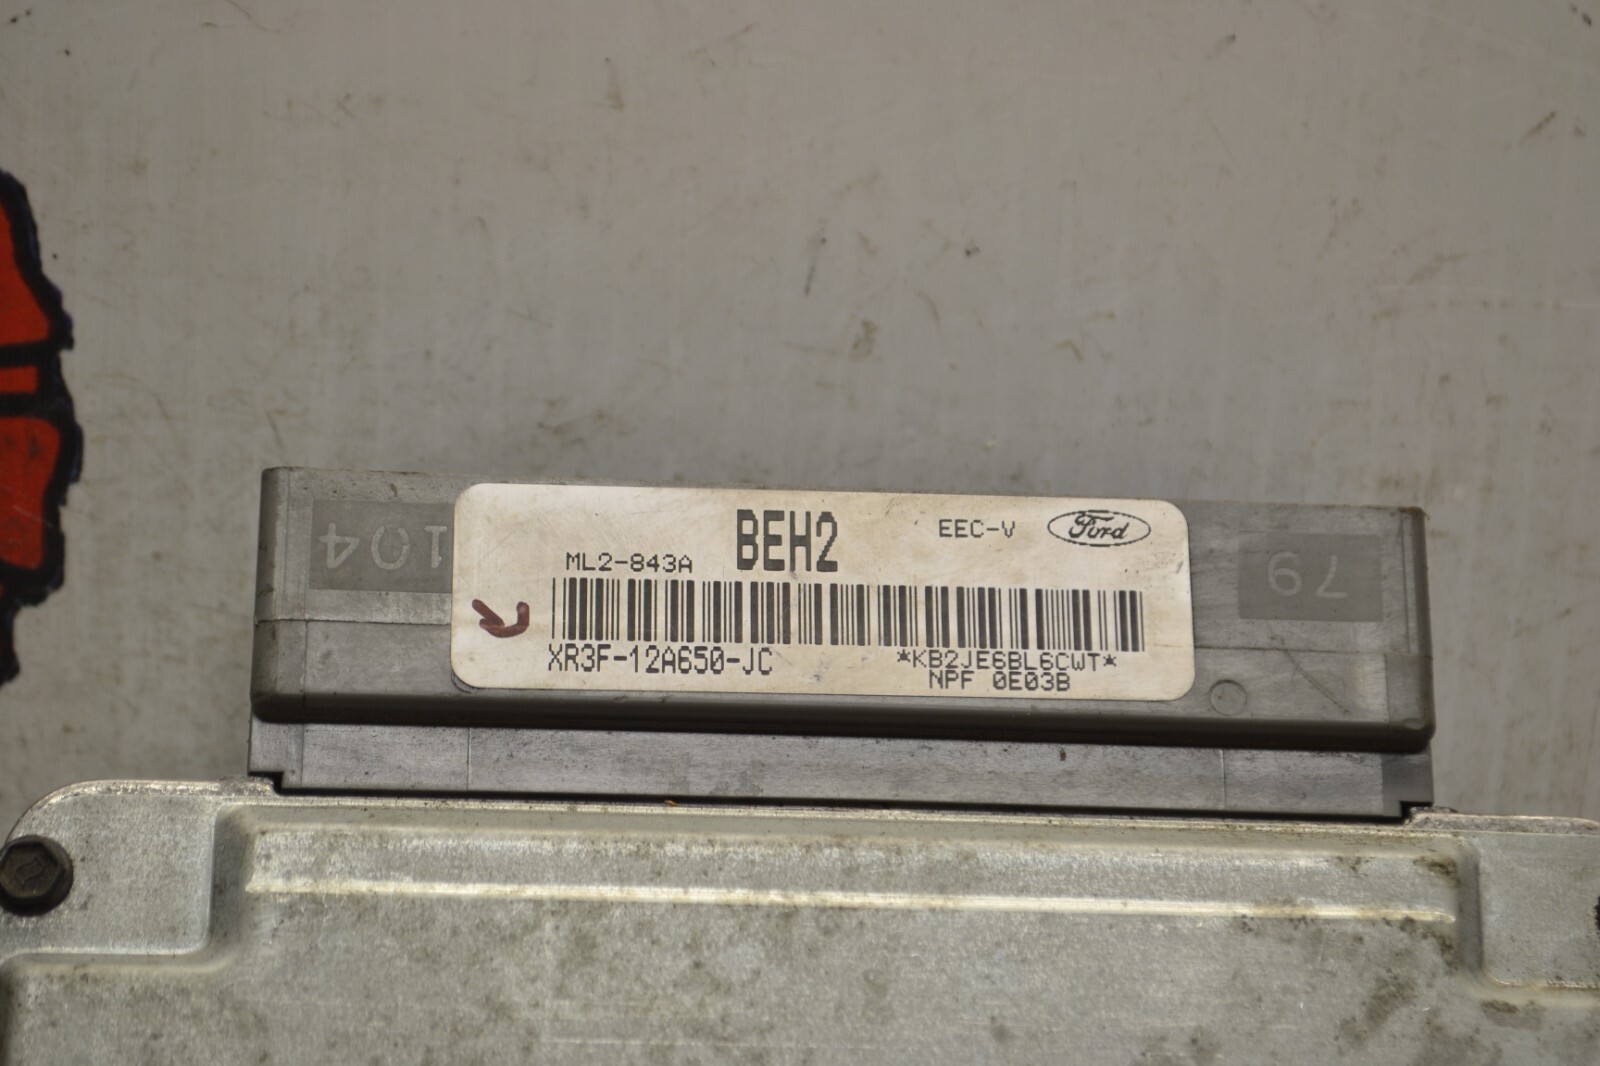 104
BEH2
EEC-V Ford
ML2-843A
79
XR3F-12A650-JC
*KB2JE6BL6CWT*
NPF 0E03B